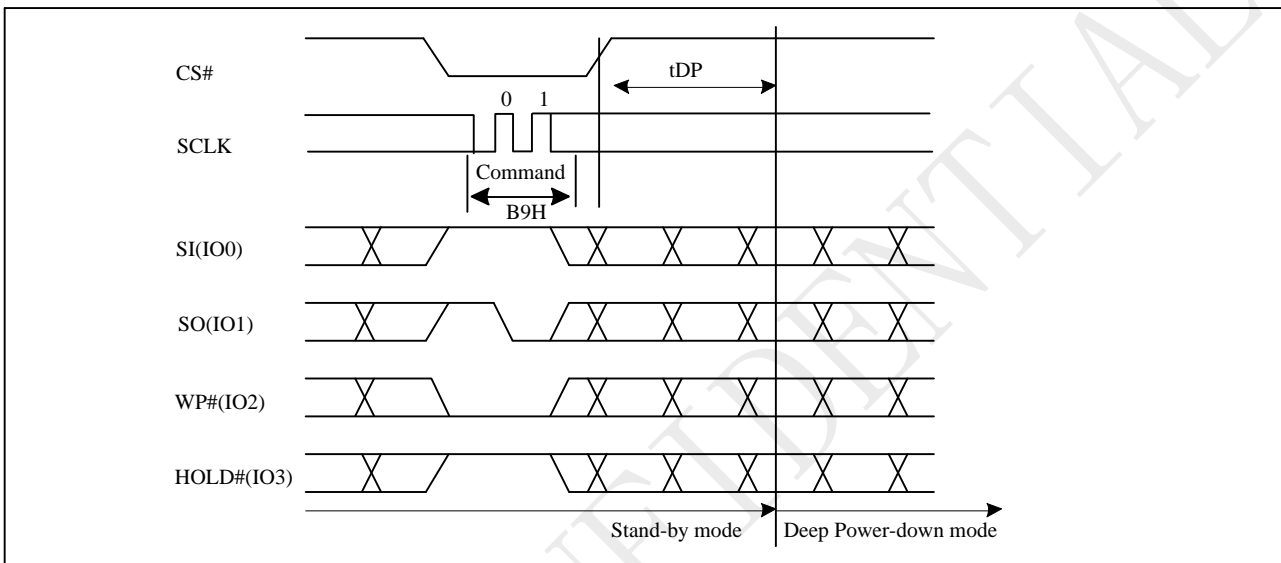 CS#
tDP
0 1
SCLK
Command
B9H
SI(IO0)
SO(IO1)
WP#(IO2)
HOLD#(IO3)
Stand-by mode Deep Power-down mode